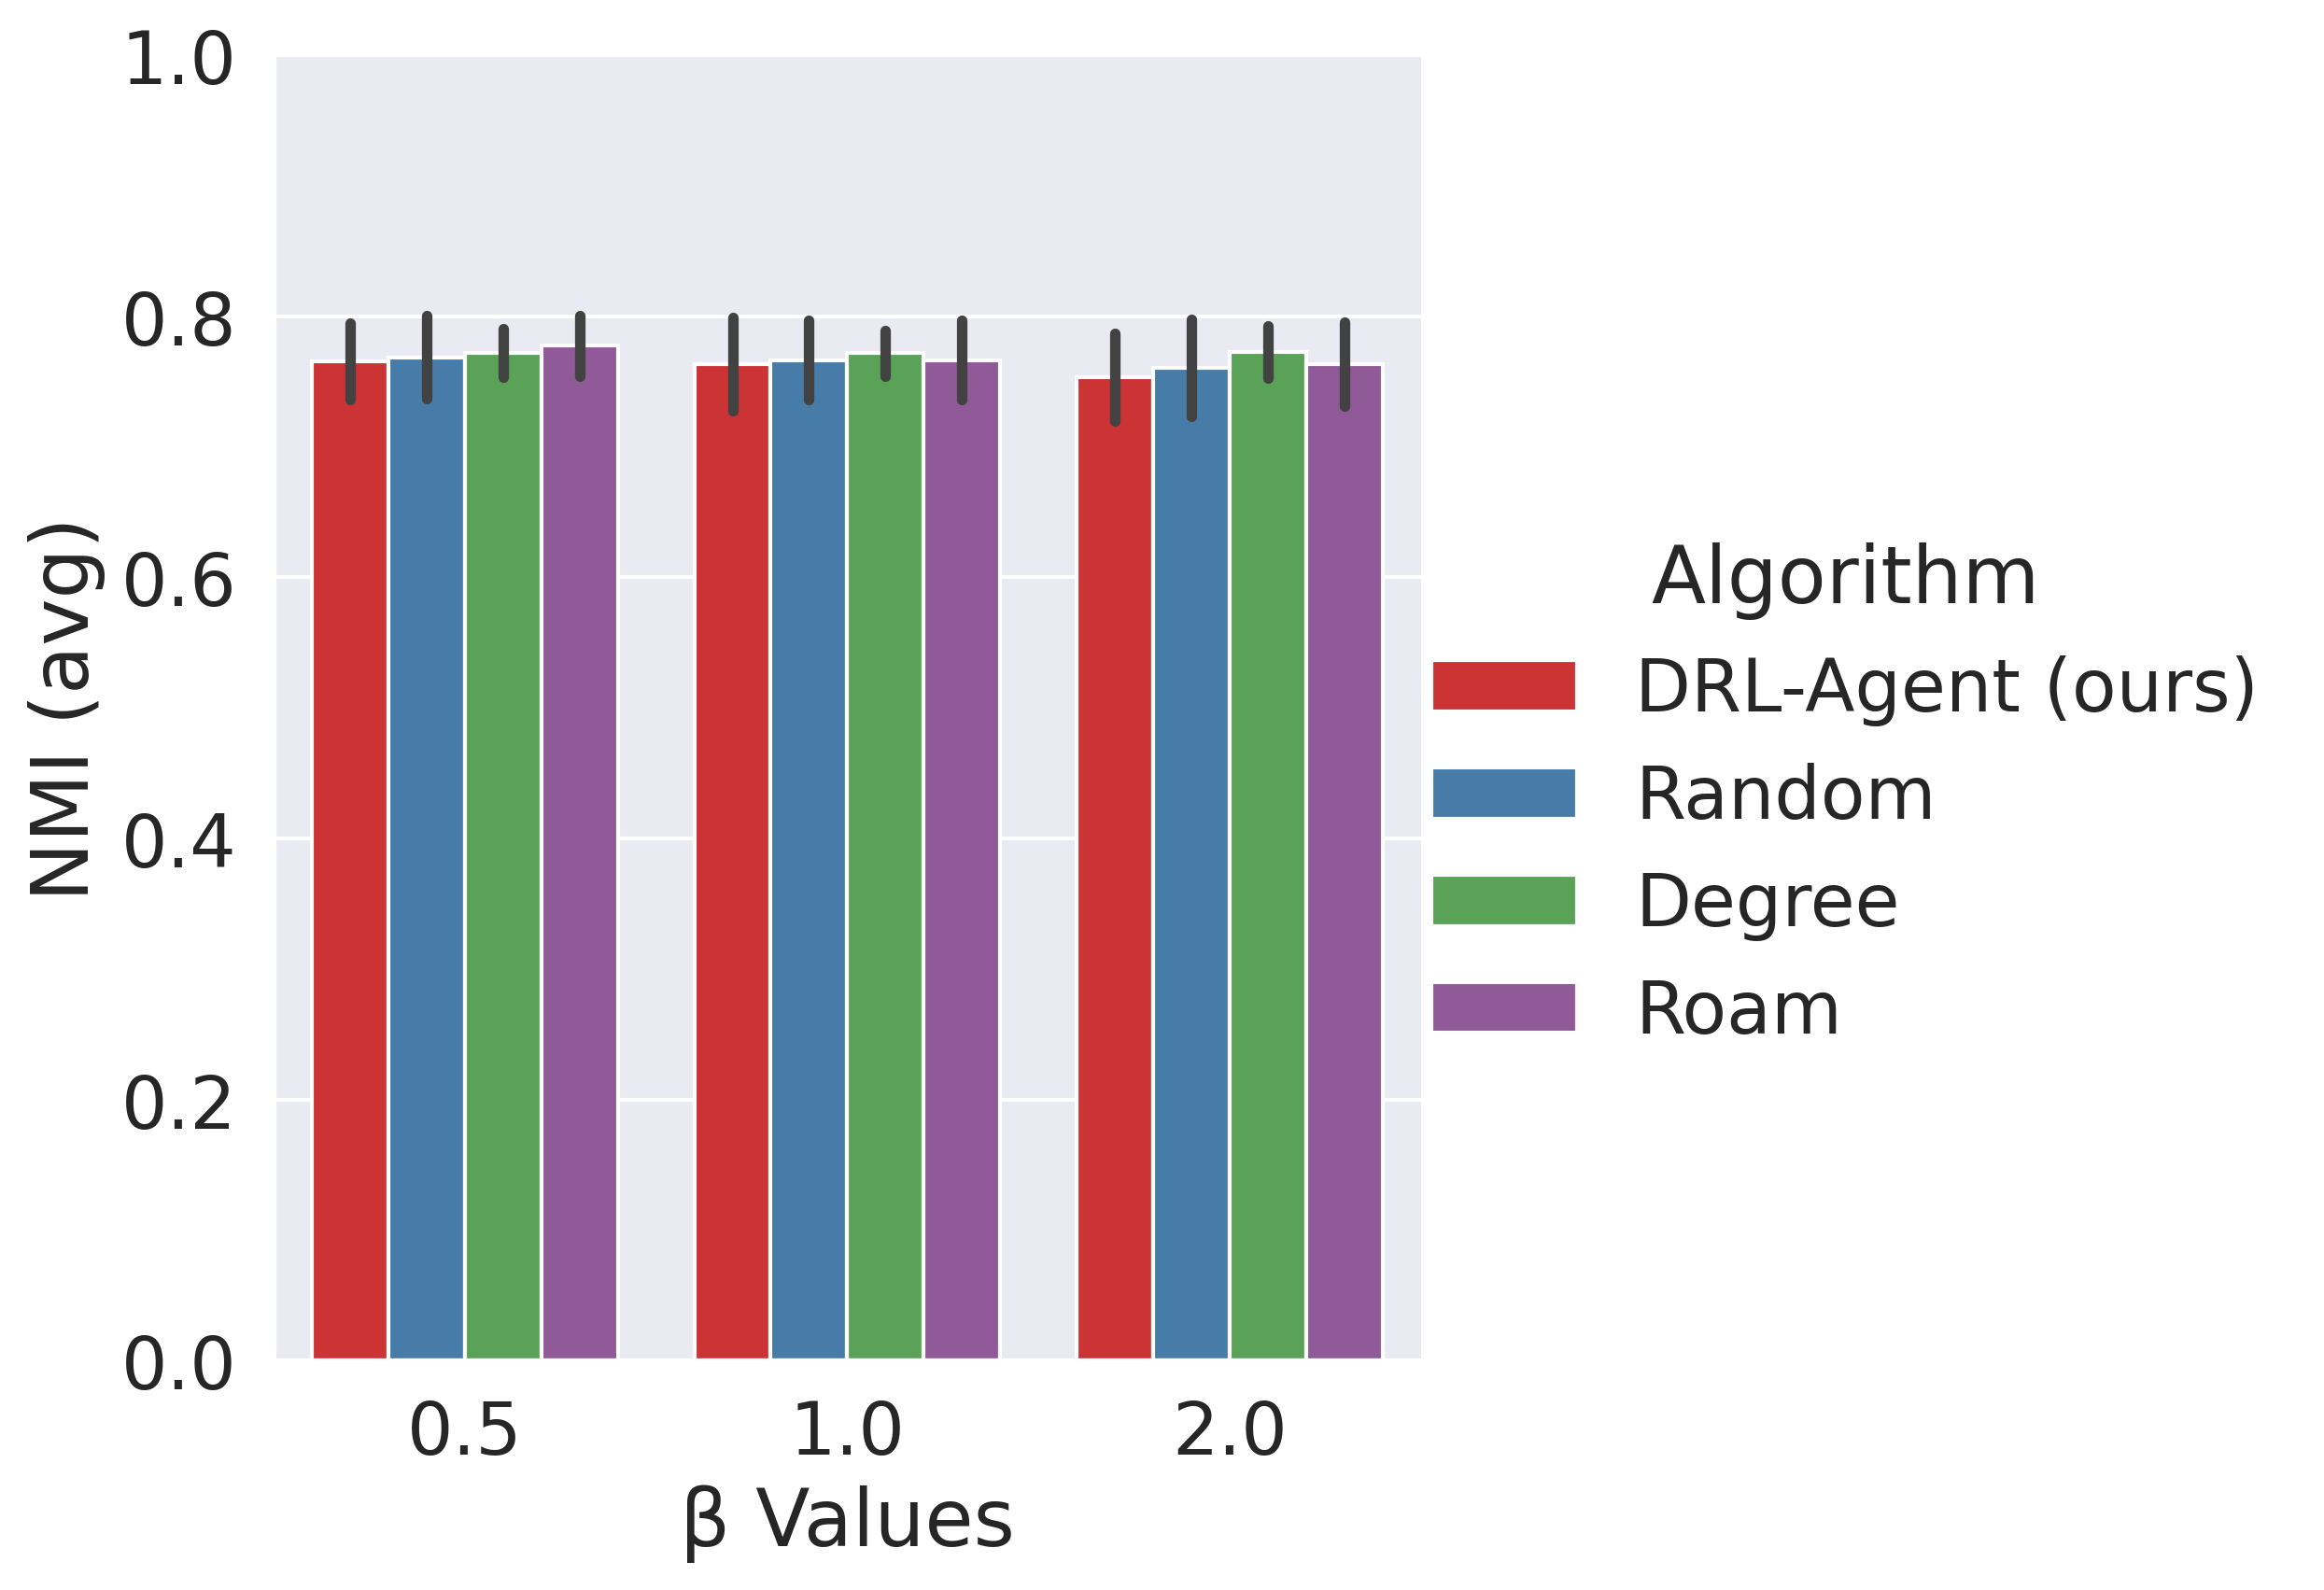 1.0
0.8
0.6
0.4
0.2
0.0
NMI (avg)
0.5 1.0 2.0
β Values
Algorithm
DRL-Agent (ours)
Random
Degree
Roam